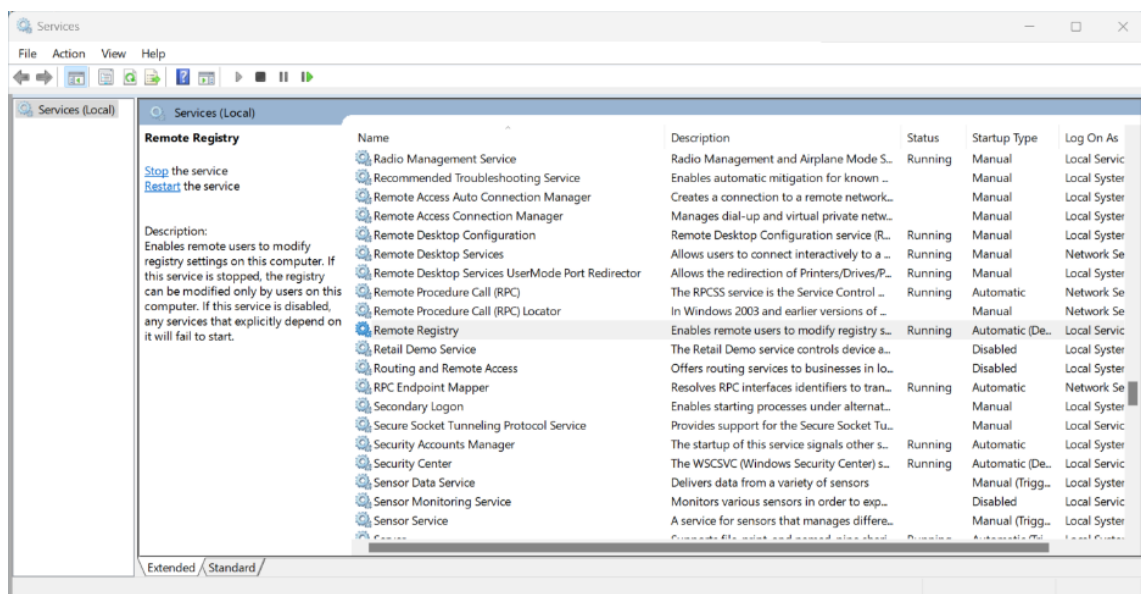 Services
File Action View Help
Services (Local)
Services (Local)
Remote Registry
Stop the service
Restart the service
Description:
Enables remote users to modify
registry settings on this computer. If
this service is stopped, the registry
can be modified only by users on this
computer. If this service is disabled,
any services that explicitly depend on
it will fail to start.
Name Description Status Startup Type Log On As
Radio Management Service Radio Management and Airplane Mode S... Running Manual Local Servic
Recommended Troubleshooting Service Enables automatic mitigation for known ... Manual Local Syster
Remote Access Auto Connection Manager Creates a connection to a remote network... Manual Local Syster
Remote Access Connection Manager Manages dial-up and virtual private netw... Manual Local Syster
Remote Desktop Configuration Remote Desktop Configuration service (R... Running Manual Local Syster
Remote Desktop Services Allows users to connect interactively to a ... Running Manual Network Se
Remote Desktop Services UserMode Port Redirector Allows the redirection of Printers/Drives/P... Running Manual Local Syster
Remote Procedure Call (RPC) The RPCSS service is the Service Control ... Running Automatic Network Se
Remote Procedure Call (RPC) Locator In Windows 2003 and earlier versions of ... Manual Network Se
Remote Registry Enables remote users to modify registry s... Running Automatic (De... Local Servic
Retail Demo Service The Retail Demo service controls device a... Disabled Local Syster
Routing and Remote Access Offers routing services to businesses in lo... Disabled Local Syster
RPC Endpoint Mapper Resolves RPC interfaces identifiers to tran... Running Automatic Network Se
Secondary Logon Enables starting processes under alternat... Manual Local Syster
Secure Socket Tunneling Protocol Service Provides support for the Secure Socket Tu... Manual Local Servic
Security Accounts Manager The startup of this service signals other s... Running Automatic Local Syster
Security Center The WSCSVC (Windows Security Center) s... Running Automatic (De... Local Servic
Sensor Data Service Delivers data from a variety of sensors Manual (Trigg... Local Syster
Sensor Monitoring Service Monitors various sensors in order to exp... Disabled Local Servic
Sensor Service A service for sensors that manages differe... Manual (Trigg... Local Syster
Extended Standard